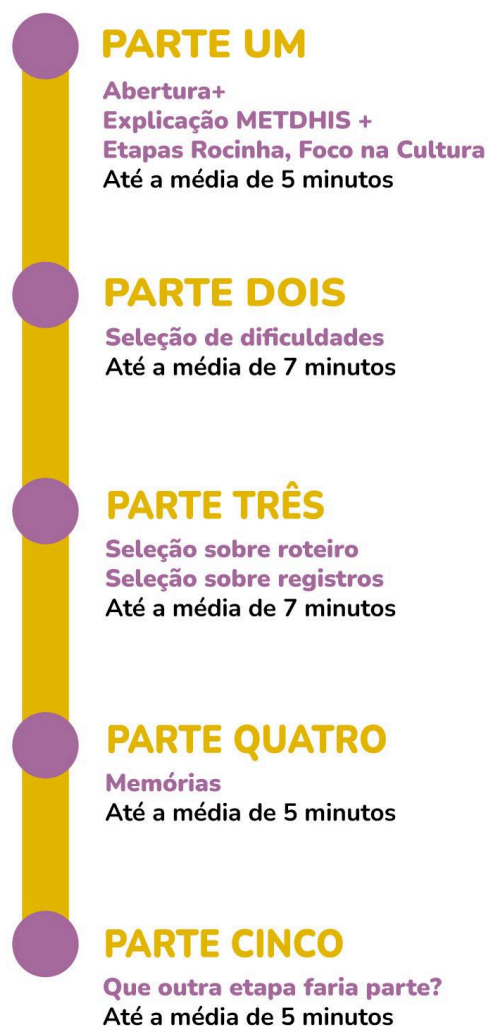 PARTE UM
Abertura+
Explicação METDHIS +
Etapas Rocinha, Foco na Cultura
Até a média de 5 minutos
PARTE DOIS
Seleção de dificuldades
Até a média de 7 minutos
PARTE TRÊS
Seleção sobre roteiro
Seleção sobre registros
Até a média de 7 minutos
PARTE QUATRO
Memórias
Até a média de 5 minutos
PARTE CINCO
Que outra etapa faria parte?
Até a média de 5 minutos